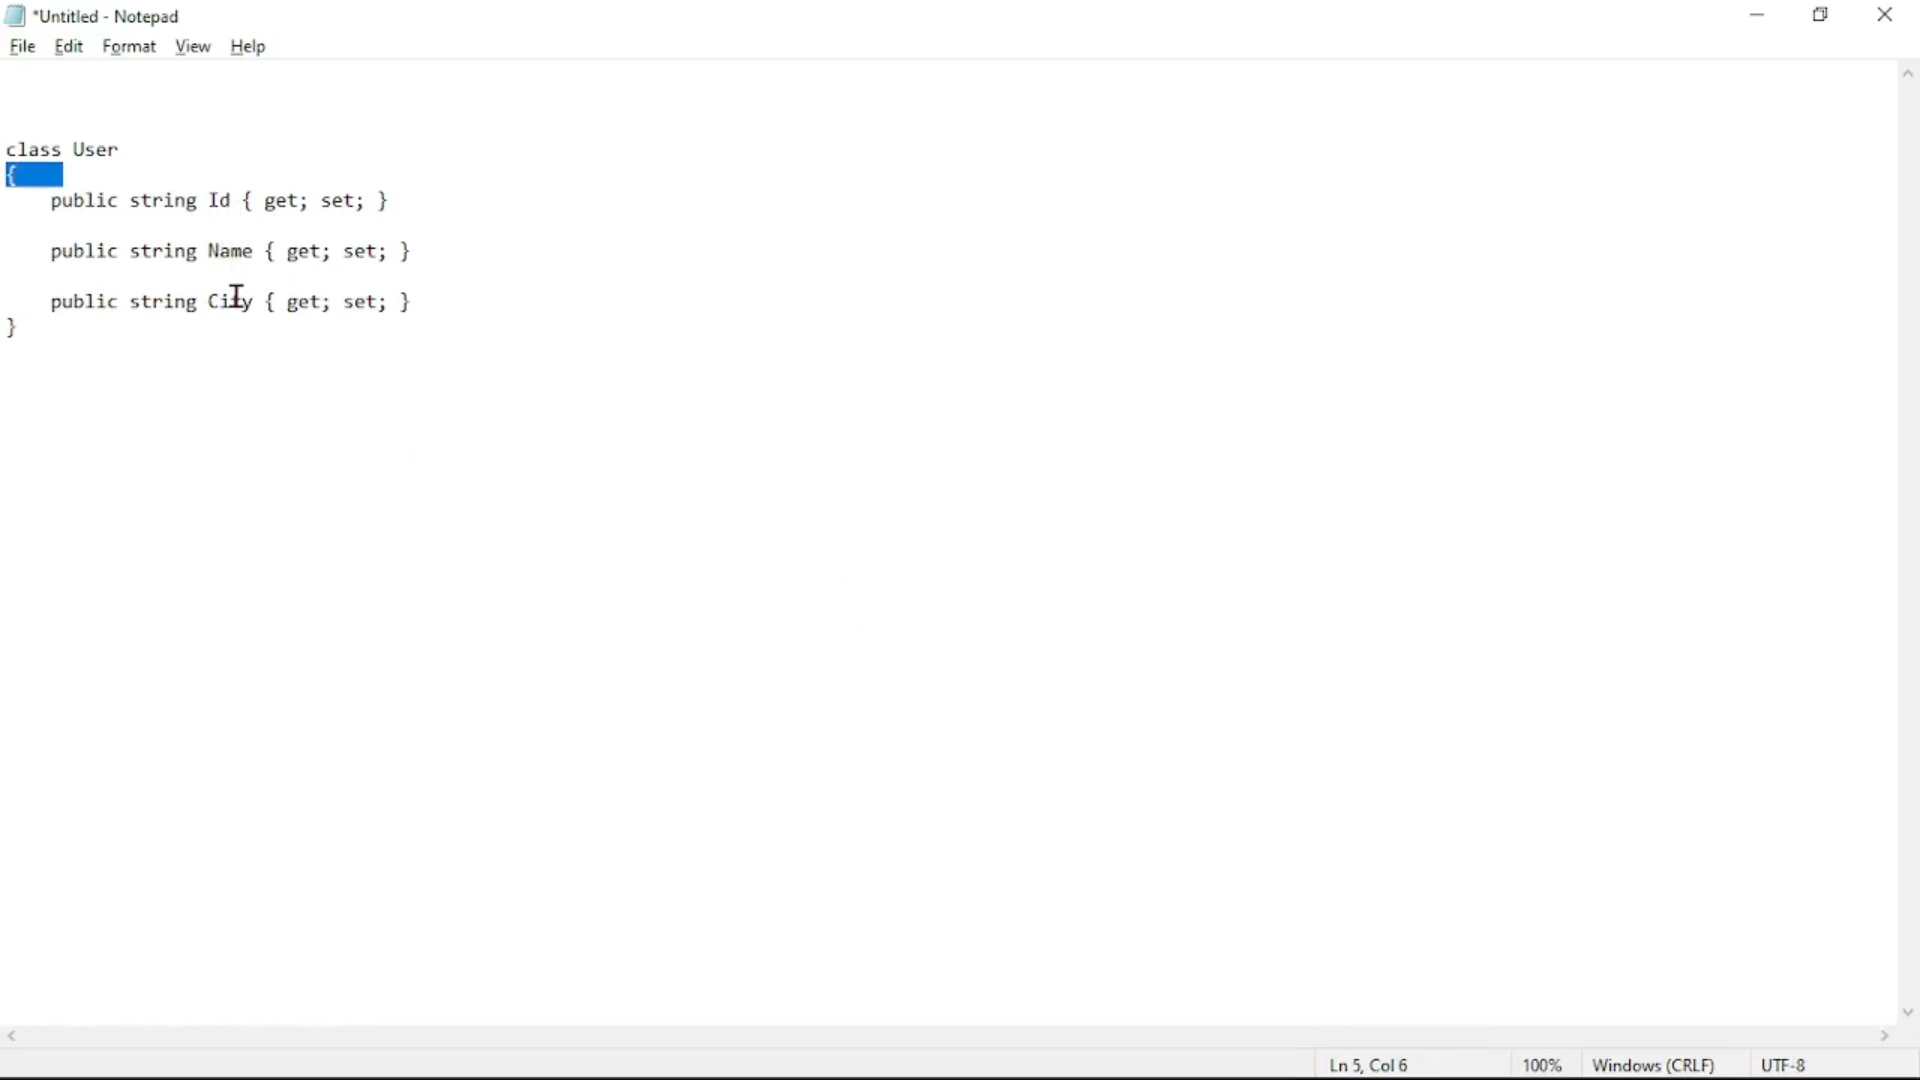 *Untitled - Notepad
File Edit Format View Help
class User
{
public string Id { get; set; }
public string Name { get; set; }
public string City { get; set; }
}
Ln 5, Col 6 100% Windows (CRLF) UTF-8